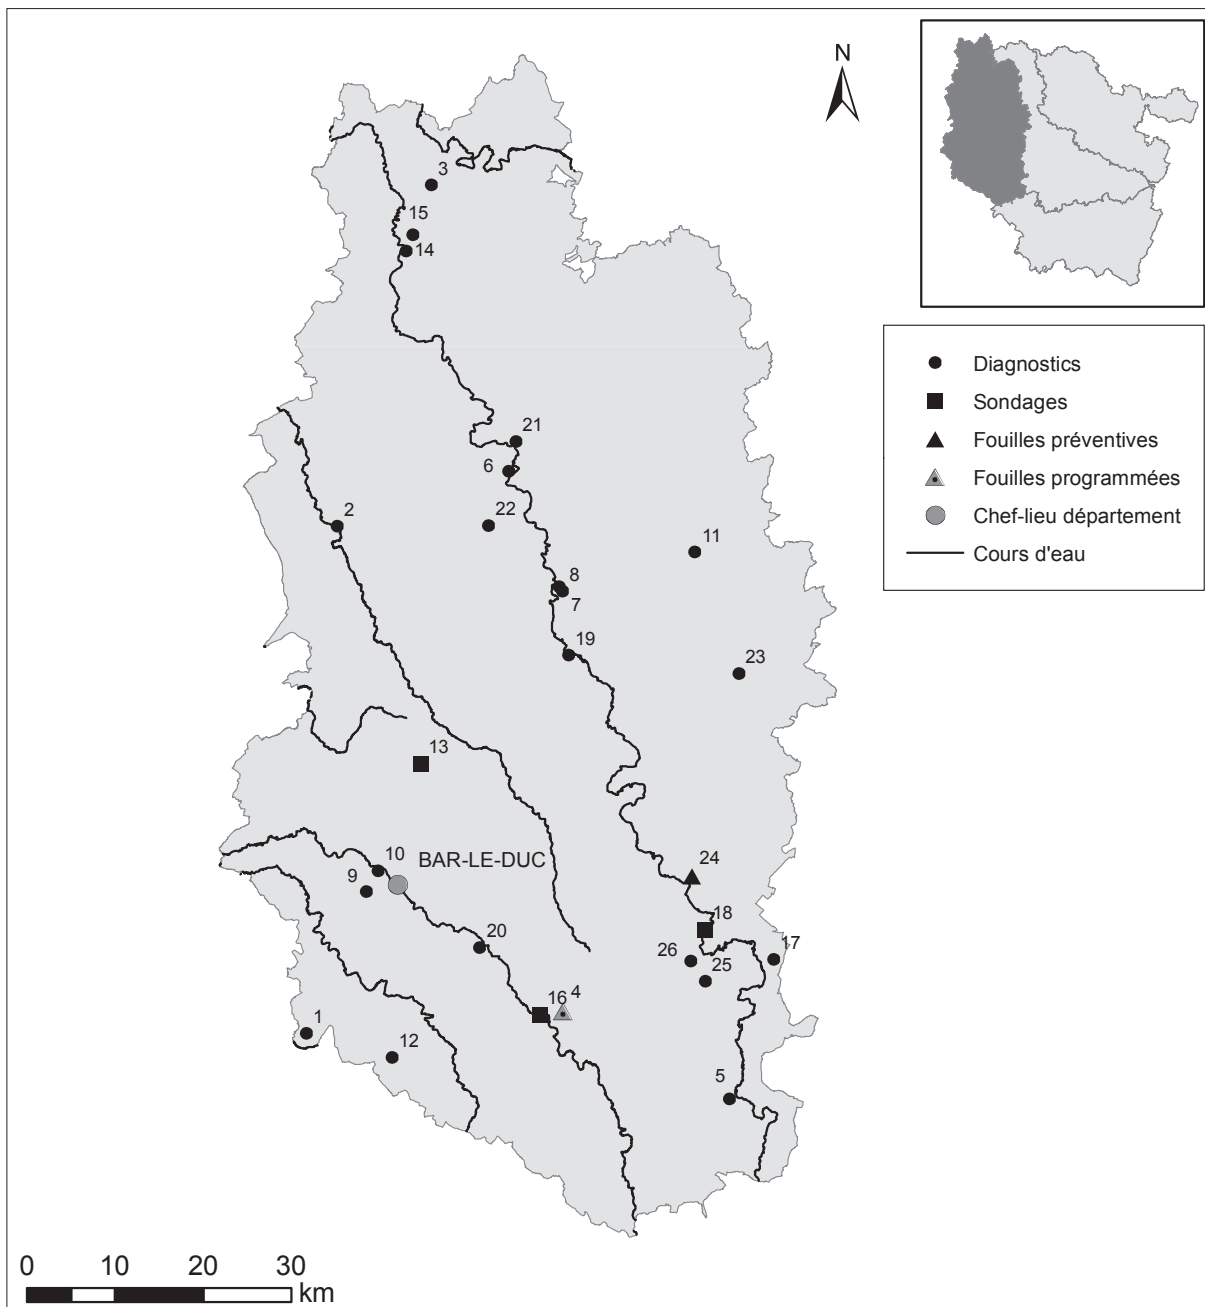 N
3
15
14
21
6
22
2
11
8
7
19
23
13
10
BAR-LE-DUC
9
24
18
20
26
17
25
16
4
1
12
5
Diagnostics
Sondages
Fouilles préventives
Fouilles programmées
Chef-lieu département
Cours d'eau
0 10 20 30
km